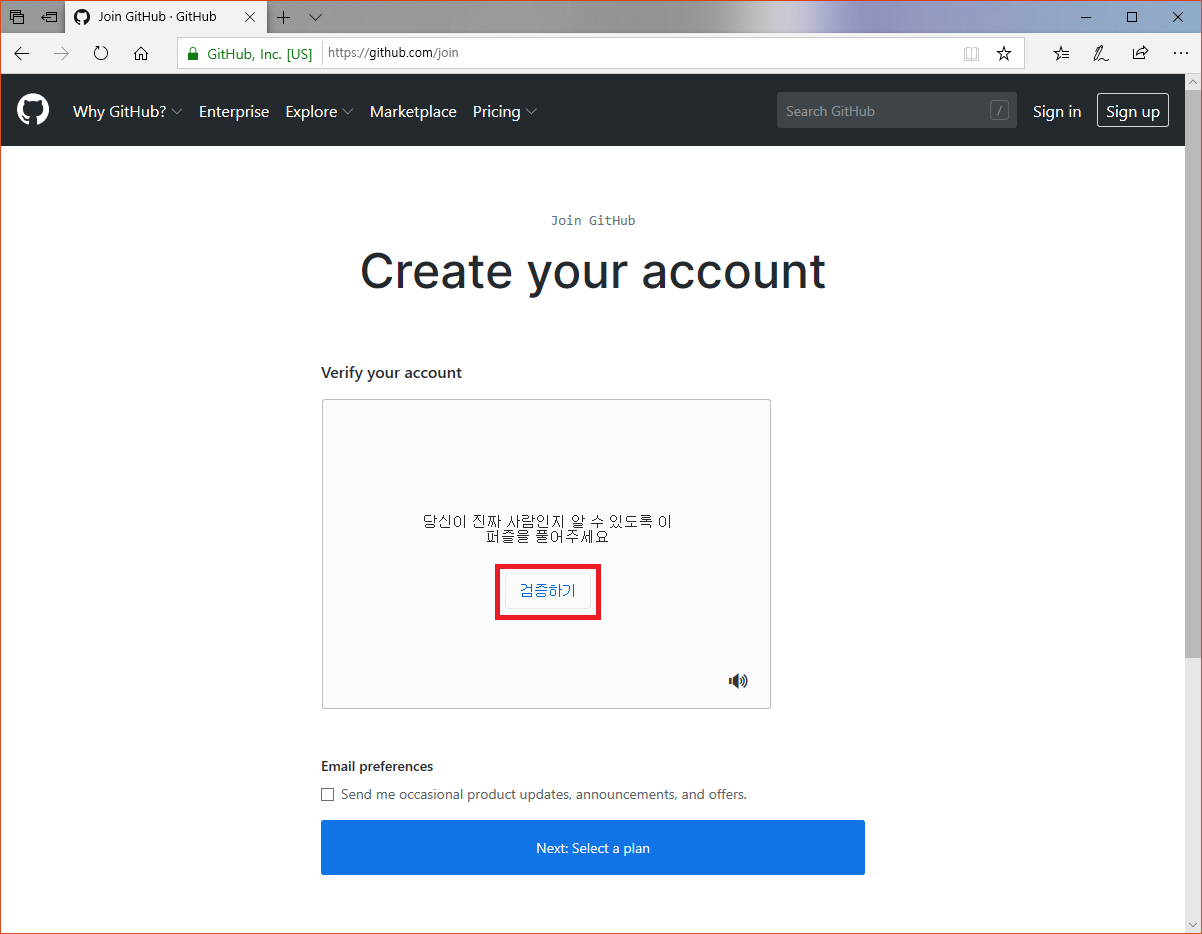 Join GitHub · GitHub
GitHub, Inc. [US] https://github.com/join
Why GitHub? Enterprise Explore Marketplace Pricing Search GitHub / Sign in Sign up
Join GitHub
Create your account
Verify your account
당신이 진짜 사람인지 알 수 있도록 이
퍼즐을 풀어주세요
검증하기
Email preferences
Send me occasional product updates, announcements, and offers.
Next: Select a plan